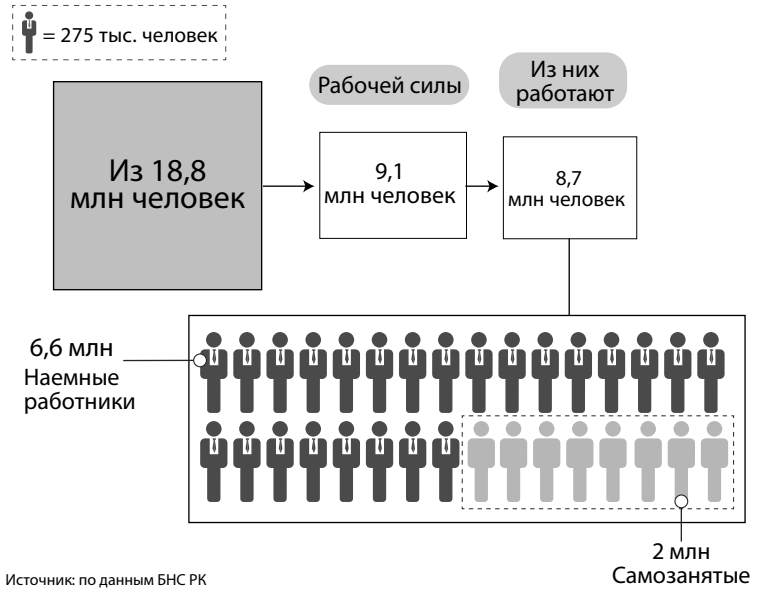 = 275 тыс. человек
Рабочей силы
Из них
работают
Из 18,8
млн человек
9,1
млн человек
8,7
млн человек
6,6 млн
Наемные
работники
2 млн
Самозанятые
Источник: по данным БНС РК